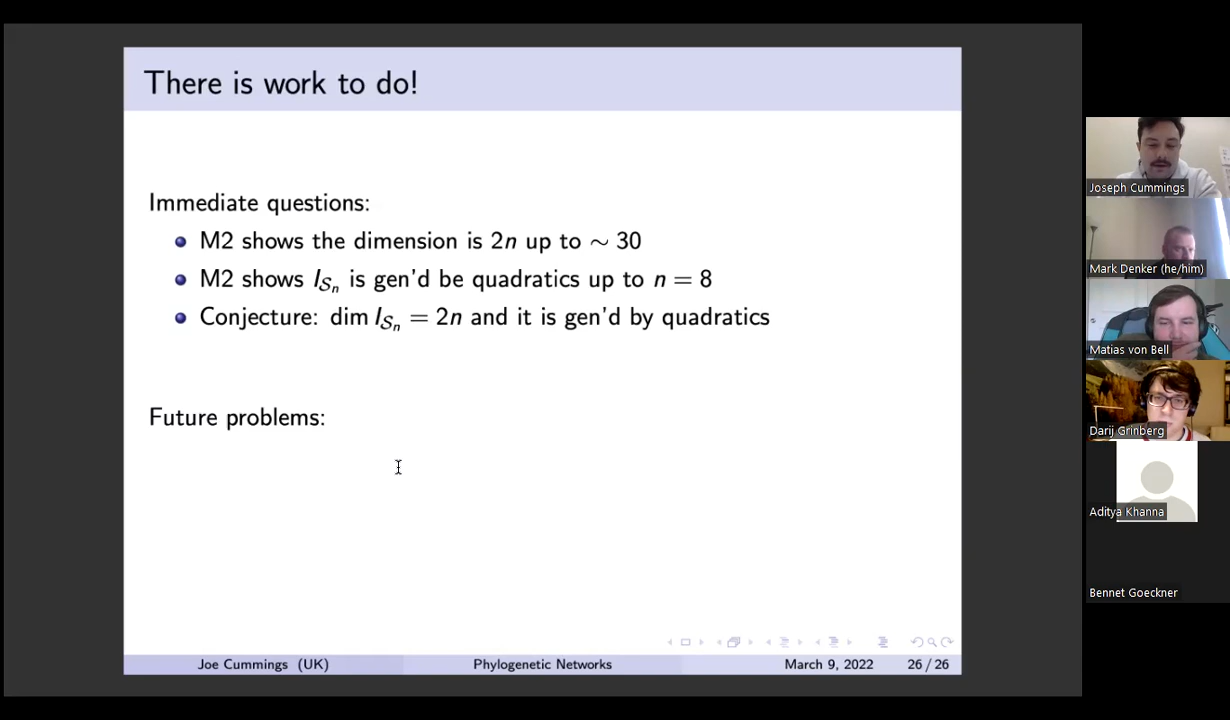 There is work to do!
Immediate questions:
M2 shows the dimension is 2n up to ∼ 30
M2 shows I_{S_n} is gen'd be quadratics up to n = 8
Conjecture: dim I_{S_n} = 2n and it is gen'd by quadratics
Future problems:
Joe Cummings (UK) Phylogenetic Networks March 9, 2022 26 / 26
Joseph Cummings
Mark Denker (he/him)
Matias von Bell
Darij Grinberg
Aditya Khanna
Bennet Goeckner